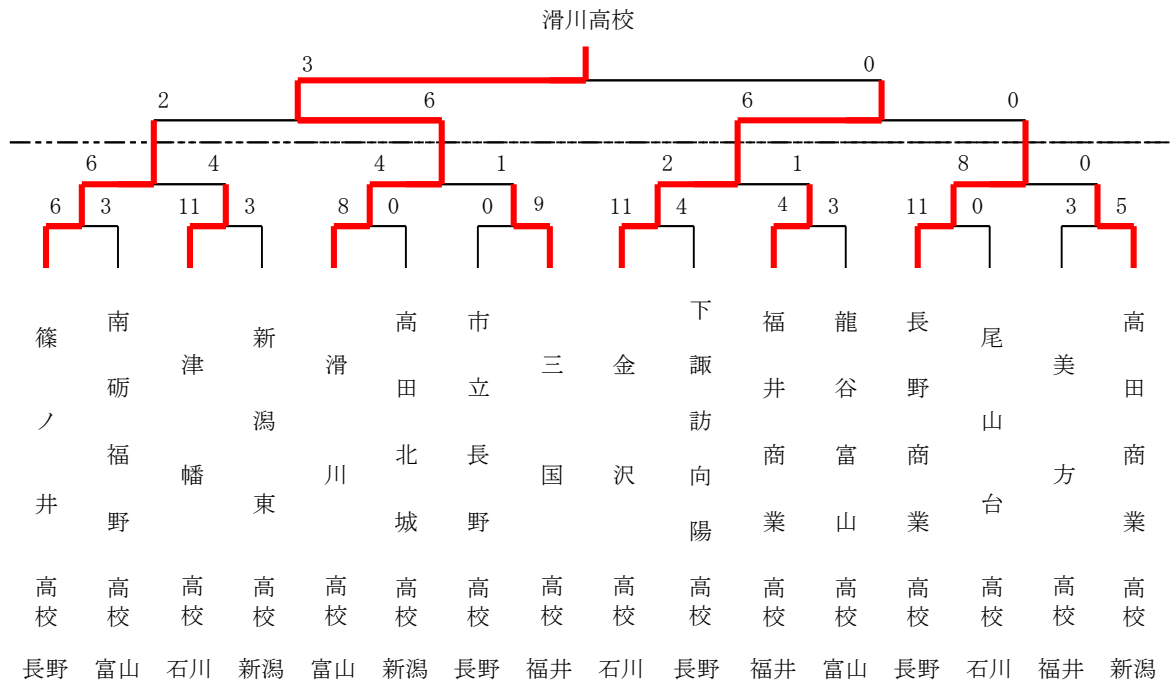 滑川高校
3 0
2 6 6 0
6 4 4 1 2 1 8 0
6 3 11 3 8 0 0 9 11 4 4 3 11 0 3 5
篠ノ井高校
南砺福野高校
津幡高校
新潟東高校
滑川高校
高田北城高校
市立長野高校
三国高校
金沢高校
下諏訪向陽高校
福井商業高校
龍谷富山高校
長野商業高校
尾山台高校
美方高校
高田商業高校
長野 富山 石川 新潟 富山 新潟 長野 福井 石川 長野 福井 富山 長野 石川 福井 新潟